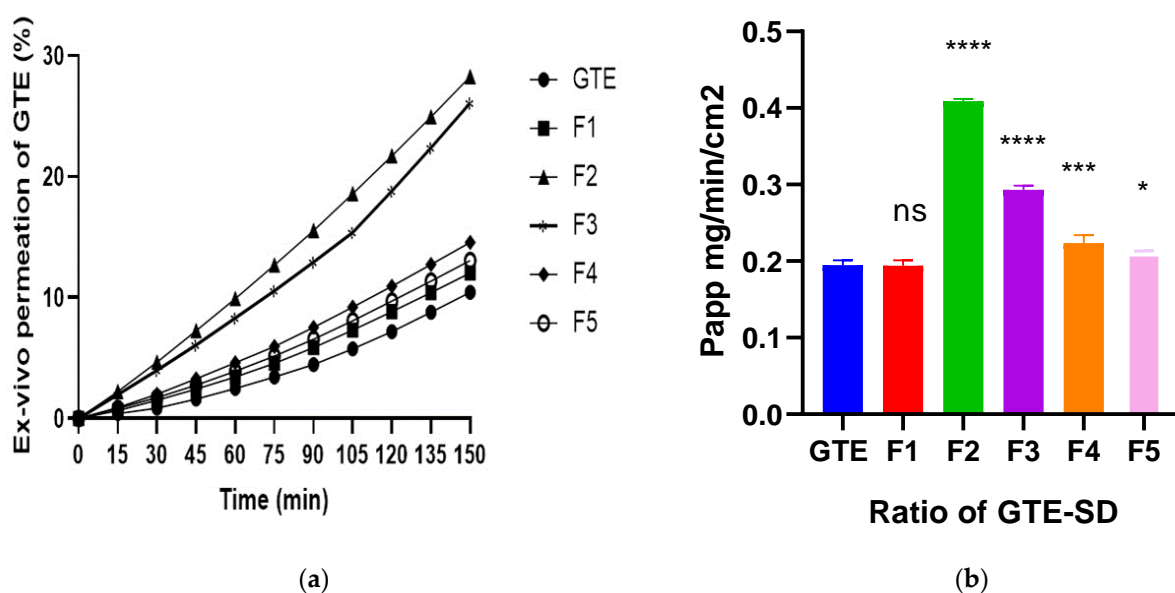 Ex-vivo permeation of GTE (%)
30
20
10
0
0 15 30 45 60 75 90 105 120 135 150
Time (min)
GTE
F1
F2
F3
F4
F5
(a)
Papp mg/min/cm2
0.5
0.4
0.3
0.2
0.1
0.0
ns
****
****
***
*
GTE F1 F2 F3 F4 F5
Ratio of GTE-SD
(b)